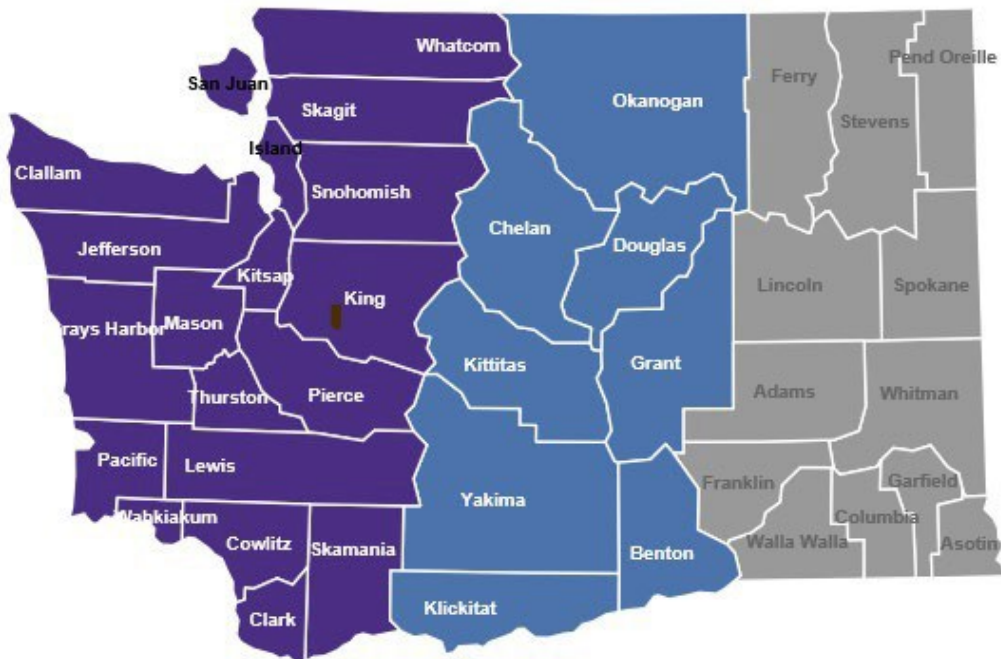 Whatcom
San Juan
Skagit
Okanogan
Ferry
Pend Oreille
Stevens
Island
Clallam
Snohomish
Chelan
Douglas
Jefferson
Kitsap
King
Lincoln
Spokane
rays Harbor
Mason
Kittitas
Grant
Thurston
Pierce
Adams
Whitman
Pacific
Lewis
Yakima
Franklin
Garfield
Wahkiakum
Columbia
Cowlitz
Skamania
Benton
Walla Walla
Asotin
Clark
Klickitat